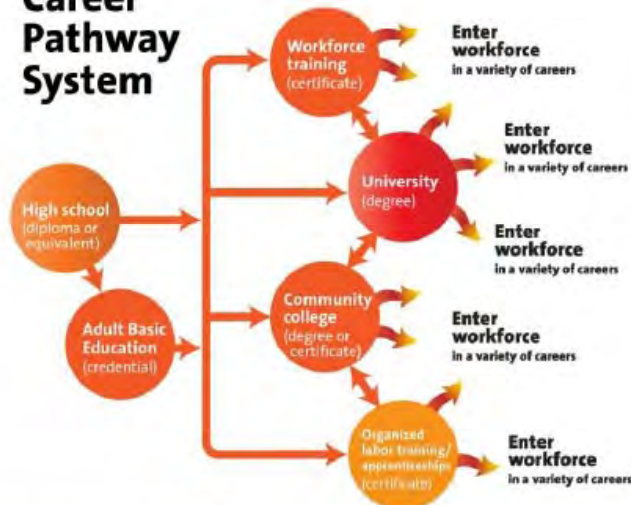 Career
Pathway
System
Workforce
training
(certificate)
Enter
workforce
in a variety of careers
University
(degree)
Enter
workforce
in a variety of careers
High school
(diploma or
equivalent)
Enter
workforce
in a variety of careers
Adult Basic
Education
(credential)
Community
college
(degree or
certificate)
Enter
workforce
in a variety of careers
Organized
labor training/
apprenticeships
(certificate)
Enter
workforce
in a variety of careers